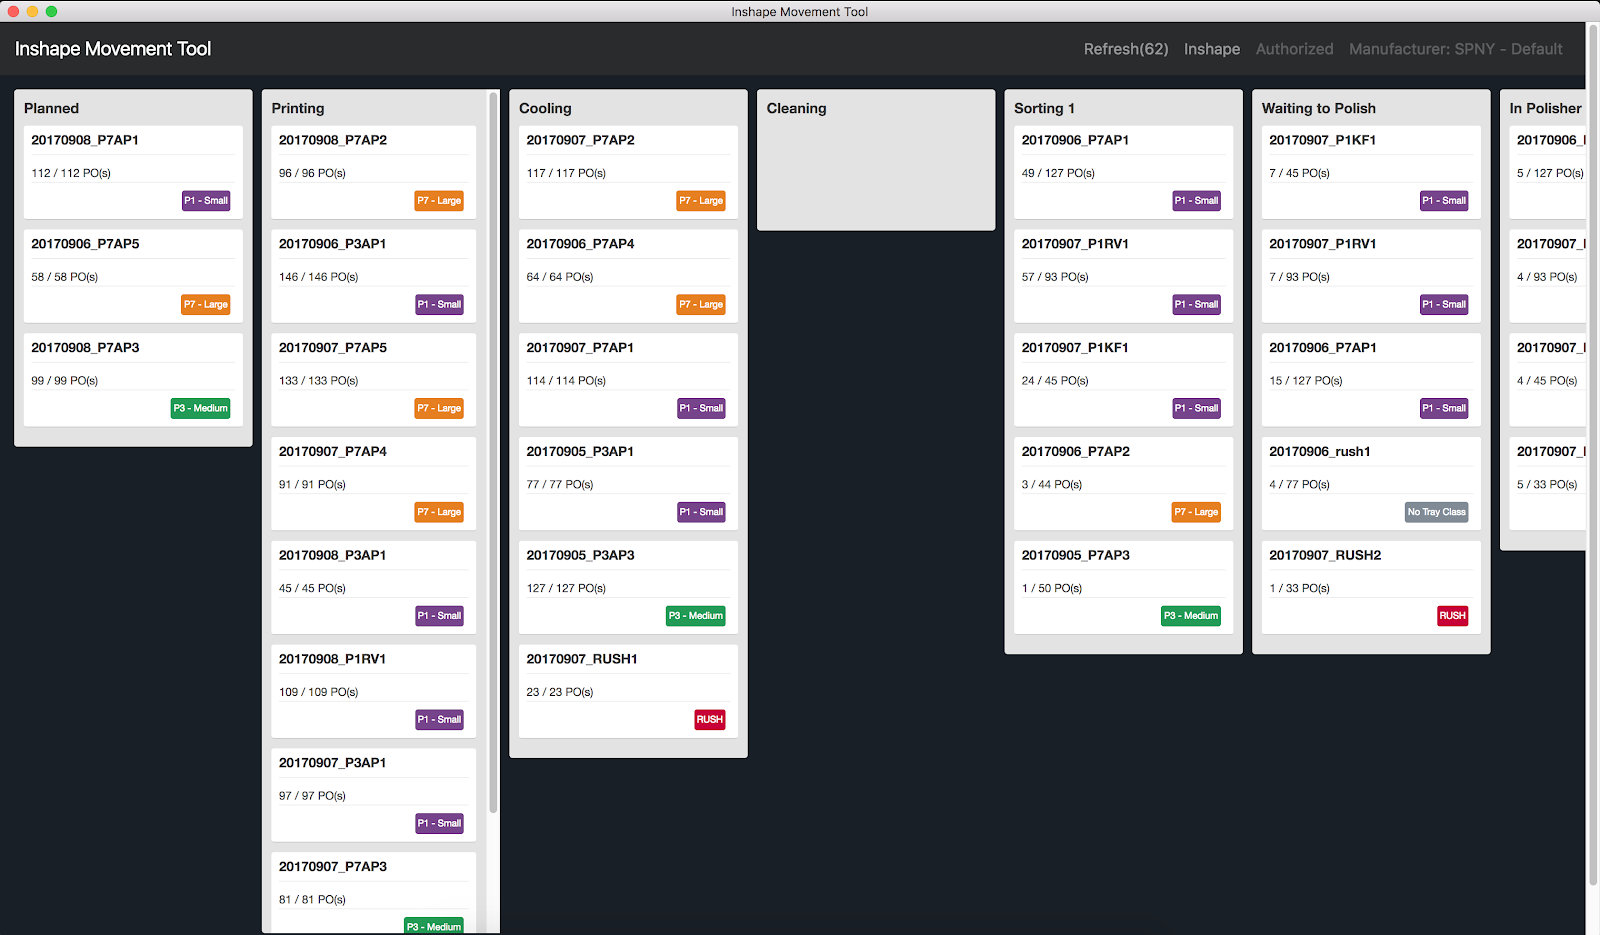 Inshape Movement Tool
Inshape Movement Tool
Refresh(62) Inshape Authorized Manufacturer: SPNY - Default
Planned
20170908_P7AP1
112 / 112 PO(s)
P1 - Small
20170906_P7AP5
58 / 58 PO(s)
P7 - Large
20170908_P7AP3
99 / 99 PO(s)
P3 - Medium
Printing
20170908_P7AP2
96 / 96 PO(s)
P7 - Large
20170906_P3AP1
146 / 146 PO(s)
P1 - Small
20170907_P7AP5
133 / 133 PO(s)
P7 - Large
20170907_P7AP4
91 / 91 PO(s)
P7 - Large
20170908_P3AP1
45 / 45 PO(s)
P1 - Small
20170908_P1RV1
109 / 109 PO(s)
P1 - Small
20170907_P3AP1
97 / 97 PO(s)
P1 - Small
20170907_P7AP3
81 / 81 PO(s)
P3 - Medium
Cooling
20170907_P7AP2
117 / 117 PO(s)
P7 - Large
20170906_P7AP4
64 / 64 PO(s)
P7 - Large
20170907_P7AP1
114 / 114 PO(s)
P1 - Small
20170905_P3AP1
77 / 77 PO(s)
P1 - Small
20170905_P3AP3
127 / 127 PO(s)
P3 - Medium
20170907_RUSH1
23 / 23 PO(s)
RUSH
Cleaning
Sorting 1
20170906_P7AP1
49 / 127 PO(s)
P1 - Small
20170907_P1RV1
57 / 93 PO(s)
P1 - Small
20170907_P1KF1
24 / 45 PO(s)
P1 - Small
20170906_P7AP2
3 / 44 PO(s)
P7 - Large
20170905_P7AP3
1 / 50 PO(s)
P3 - Medium
Waiting to Polish
20170907_P1KF1
7 / 45 PO(s)
P1 - Small
20170907_P1RV1
7 / 93 PO(s)
P1 - Small
20170906_P7AP1
15 / 127 PO(s)
P1 - Small
20170906_rush1
4 / 77 PO(s)
No Tray Class
20170907_RUSH2
1 / 33 PO(s)
RUSH
In Polisher
20170906_
5 / 127 PO(s)
20170907_
4 / 93 PO(s)
20170907_
4 / 45 PO(s)
20170907_
5 / 33 PO(s)